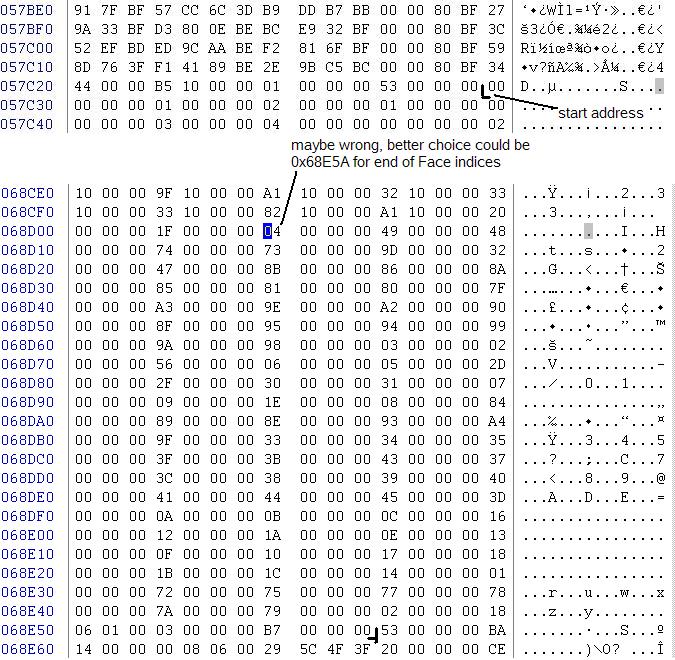 057BE0 91 7F BF 57 CC 6C 3D B9 DD B7 BB 00 00 80 BF 27 '♦¿WÌl=¹Ý·»..€¿'
057BF0 9A 33 BF D3 80 0E BE BC E9 32 BF 00 00 80 BF 3C š3¿Ó€.¾¼é2¿..€¿<
057C00 52 EF BD ED 9C AA BE F2 81 6F BF 00 00 80 BF 59 Rï½íœª¾ò♦o¿..€¿Y
057C10 8D 76 3F F1 41 89 BE 2E 9B C5 BC 00 00 80 BF 34 ♦v?ñA‰¾.>Å¼..€¿4
057C20 44 00 00 B5 10 00 00 01 00 00 00 53 00 00 00 00 D..µ.......S....
057C30 00 00 00 01 00 00 00 02 00 00 00 01 00 00 00 00
start address
057C40 00 00 00 03 00 00 00 04 00 00 00 00 00 00 00 02 ................
maybe wrong, better choice could be
0x68E5A for end of Face indices
068CE0 10 00 00 9F 10 00 00 A1 10 00 00 32 10 00 00 33 ...Ÿ...¡...2...3
068CF0 10 00 00 33 10 00 00 82 10 00 00 A1 10 00 00 20 ...3...‚...¡...
068D00 00 00 00 1F 00 00 00 04 00 00 00 49 00 00 00 48 ...........I...H
068D10 00 00 00 74 00 00 00 73 00 00 00 9D 00 00 00 32 ...t...s...♦...2
068D20 00 00 00 47 00 00 00 8B 00 00 00 86 00 00 00 8A ...G...<...†...Š
068D30 00 00 00 85 00 00 00 81 00 00 00 80 00 00 00 7F ...…...♦...€...♦
068D40 00 00 00 A3 00 00 00 9E 00 00 00 A2 00 00 00 90 ...£...♦...¢...♦
068D50 00 00 00 8F 00 00 00 95 00 00 00 94 00 00 00 99 ...♦...♦...”...™
068D60 00 00 00 9A 00 00 00 98 00 00 00 03 00 00 00 02 ...š...˜........
068D70 00 00 00 56 00 00 00 06 00 00 00 05 00 00 00 2D ...V...........-
068D80 00 00 00 2F 00 00 00 30 00 00 00 31 00 00 00 07 .../...0...1....
068D90 00 00 00 09 00 00 00 1E 00 00 00 08 00 00 00 84 ...............„
068DA0 00 00 00 89 00 00 00 8E 00 00 00 93 00 00 00 A4 ...‰...♦...“...¤
068DB0 00 00 00 9F 00 00 00 33 00 00 00 34 00 00 00 35 ...Ÿ...3...4...5
068DC0 00 00 00 3F 00 00 00 3B 00 00 00 43 00 00 00 37 ...?...;...C...7
068DD0 00 00 00 3C 00 00 00 38 00 00 00 39 00 00 00 40 ...<...8...9...@
068DE0 00 00 00 41 00 00 00 44 00 00 00 45 00 00 00 3D ...A...D...E...=
068DF0 00 00 00 0A 00 00 00 0B 00 00 00 0C 00 00 00 16 ................
068E00 00 00 00 12 00 00 00 1A 00 00 00 0E 00 00 00 13 ................
068E10 00 00 00 0F 00 00 00 10 00 00 00 17 00 00 00 18 ................
068E20 00 00 00 1B 00 00 00 1C 00 00 00 14 00 00 00 01 ................
068E30 00 00 00 72 00 00 00 75 00 00 00 77 00 00 00 78 ...r...u...w...x
068E40 00 00 00 7A 00 00 00 79 00 00 00 02 00 00 00 18 ...z...y........
068E50 06 01 00 03 00 00 00 B7 00 00 00 53 00 00 00 BA .......·...S...º
068E60 14 00 00 00 08 06 00 29 5C 4F 3F 20 00 00 00 CE .......)\O? ...Î